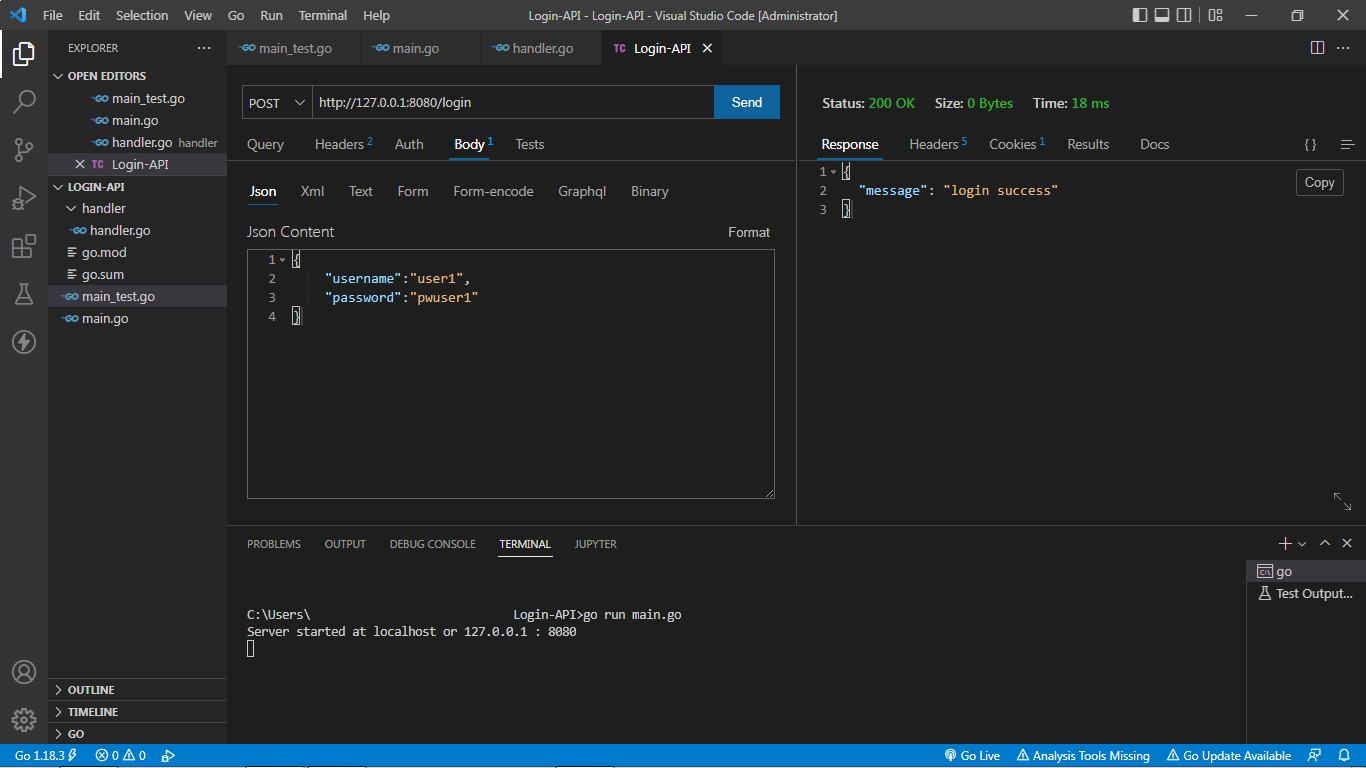 File Edit Selection View Go Run Terminal Help Login-API - Login-API - Visual Studio Code [Administrator]
EXPLORER
OPEN EDITORS
main_test.go
main.go
handler.go handler
TC Login-API
LOGIN-API
handler
handler.go
go.mod
go.sum
main_test.go
main.go
OUTLINE
TIMELINE
GO
main_test.go main.go handler.go TC Login-API
POST http://127.0.0.1:8080/login Send
Query Headers 2 Auth Body 1 Tests
Json Xml Text Form Form-encode Graphql Binary
Json Content Format
1 {
2 "username":"user1",
3 "password":"pwuser1"
4 }
Status: 200 OK Size: 0 Bytes Time: 18 ms
Response Headers 5 Cookies 1 Results Docs {}
1 {
2 "message": "login success"
3 }
Copy
PROBLEMS OUTPUT DEBUG CONSOLE TERMINAL JUPYTER
C:\Users\ Login-API>go run main.go
Server started at localhost or 127.0.0.1 : 8080
go
Test Output...
Go 1.18.3 0 0 Go Live Analysis Tools Missing Go Update Available